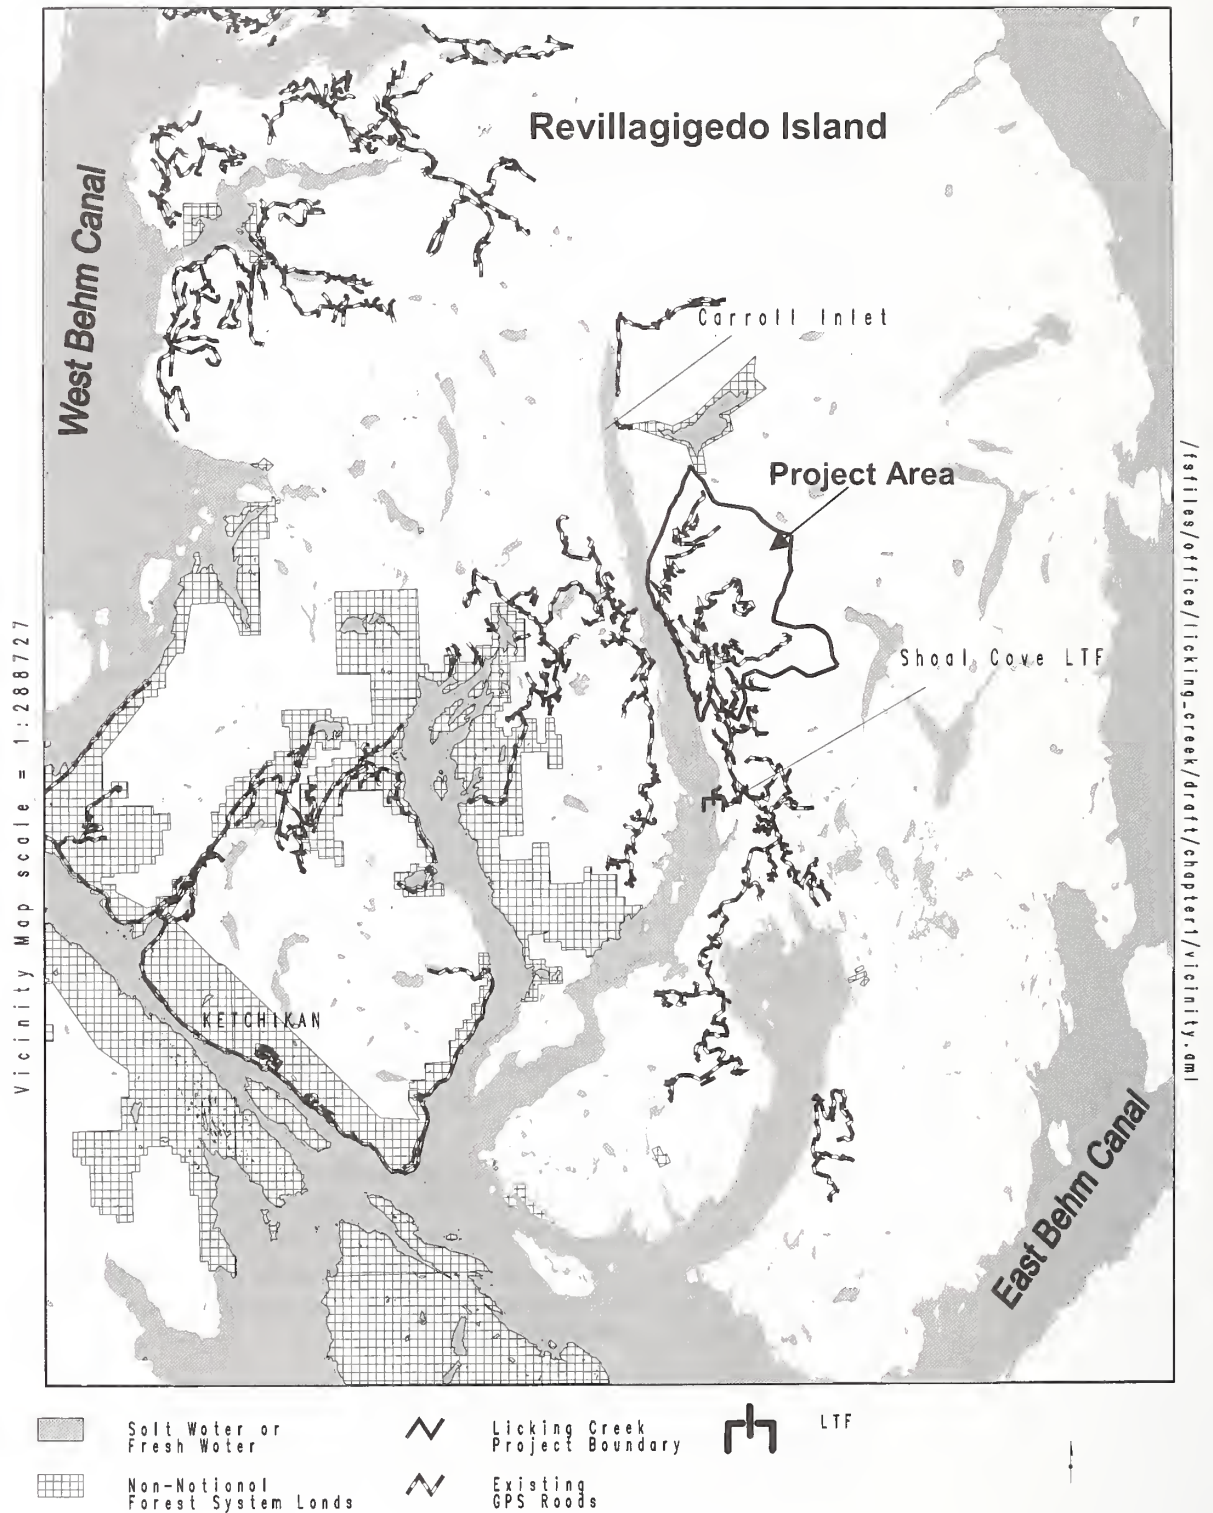 Revillagigedo Island
West Behm Canal
Carroll Inlet
Project Area
Shoal Cove LTF
KETCHIKAN
East Behm Canal
Vicinity Map scale = 1:288727
/fsfiles/office/licking_creek/draft/chapter1/vicinity.aml
Salt Water or
Fresh Water
Non-National
Forest System Lands
Licking Creek
Project Boundary
Existing
GPS Roads
LTF